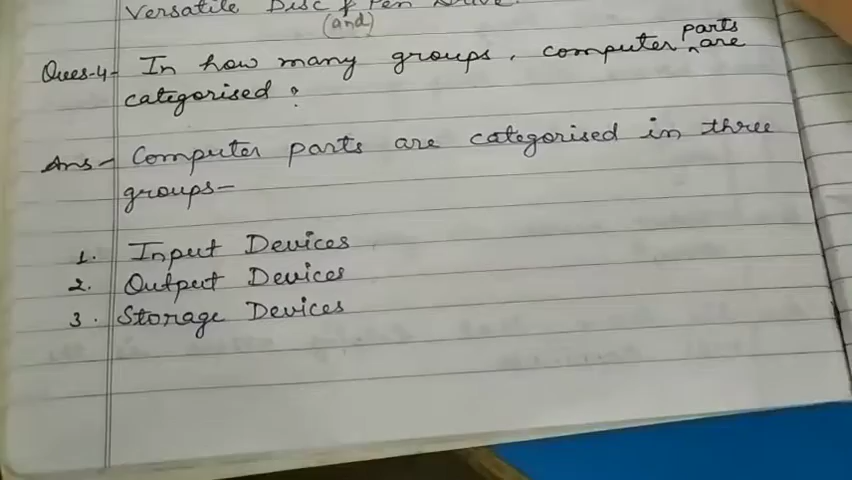 Versatile Disc & Pen Drive.
(and)
Ques-4- In how many groups, computer parts are
categorised?
Ans- Computer parts are categorised in three
groups-
1. Input Devices
2. Output Devices
3. Storage Devices